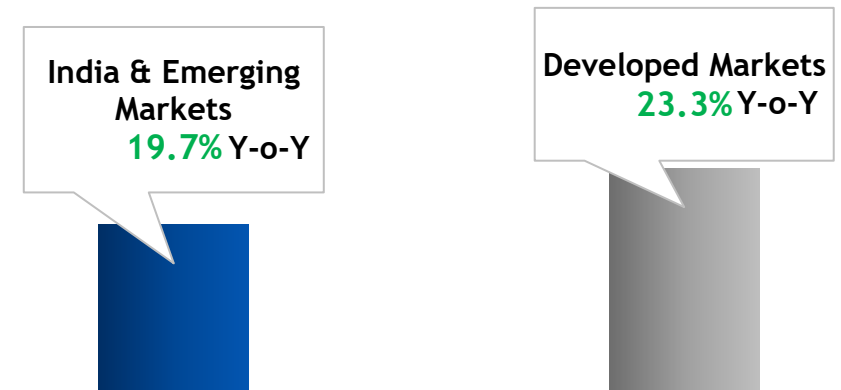 India & Emerging
Markets
19.7% Y-o-Y
Developed Markets
23.3% Y-o-Y